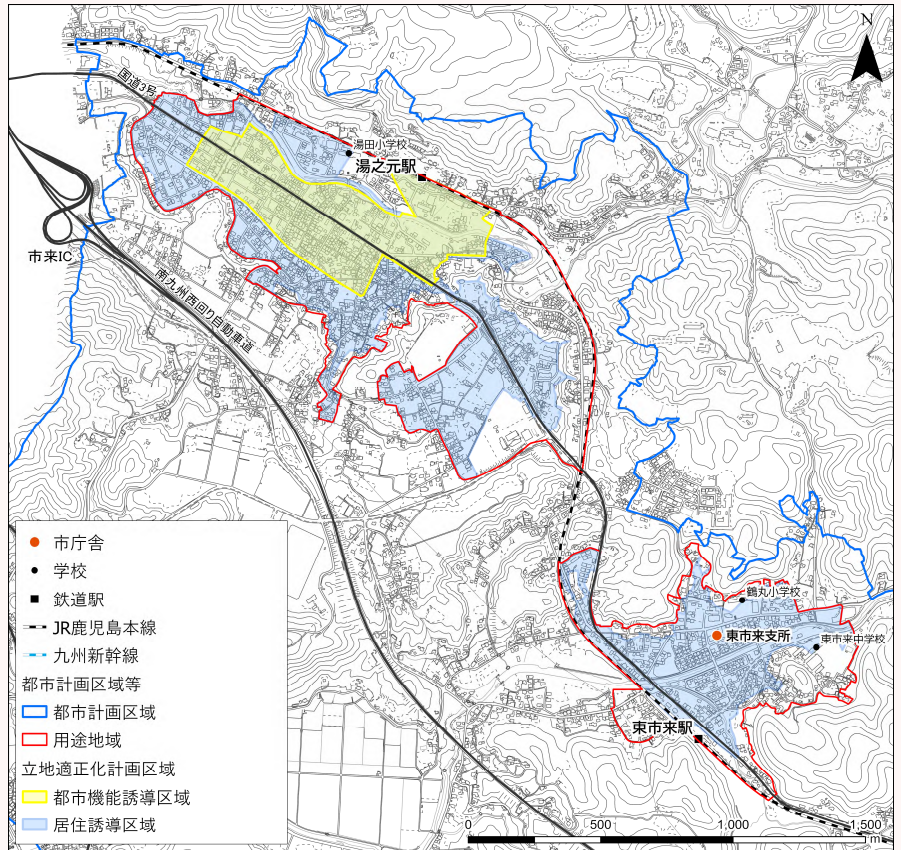 N
国道3号
湯田小学校
湯之元駅
市来IC
南九州西回り自動車道
市庁舎
学校
鉄道駅
JR鹿児島本線
九州新幹線
都市計画区域等
都市計画区域
用途地域
立地適正化計画区域
都市機能誘導区域
居住誘導区域
鶴丸小学校
東市来支所
東市来中学校
東市来駅
0 500 1,000 1,500
m